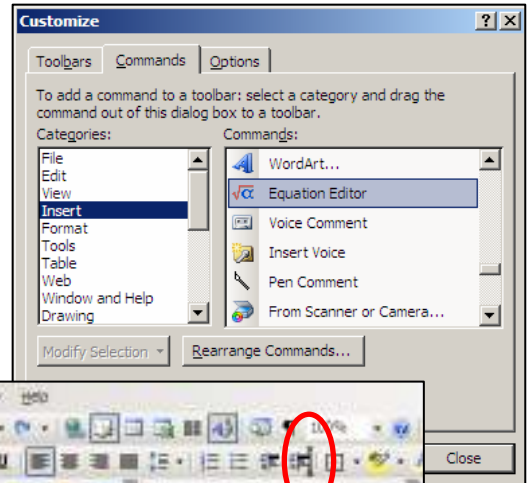 Customize
Toolbars Commands Options
To add a command to a toolbar: select a category and drag the
command out of this dialog box to a toolbar.
Categories: Commands:
File
Edit
View
Insert
Format
Tools
Table
Web
Window and Help
Drawing
WordArt...
Equation Editor
Voice Comment
Insert Voice
Pen Comment
From Scanner or Camera...
Modify Selection Rearrange Commands...
Help
Close